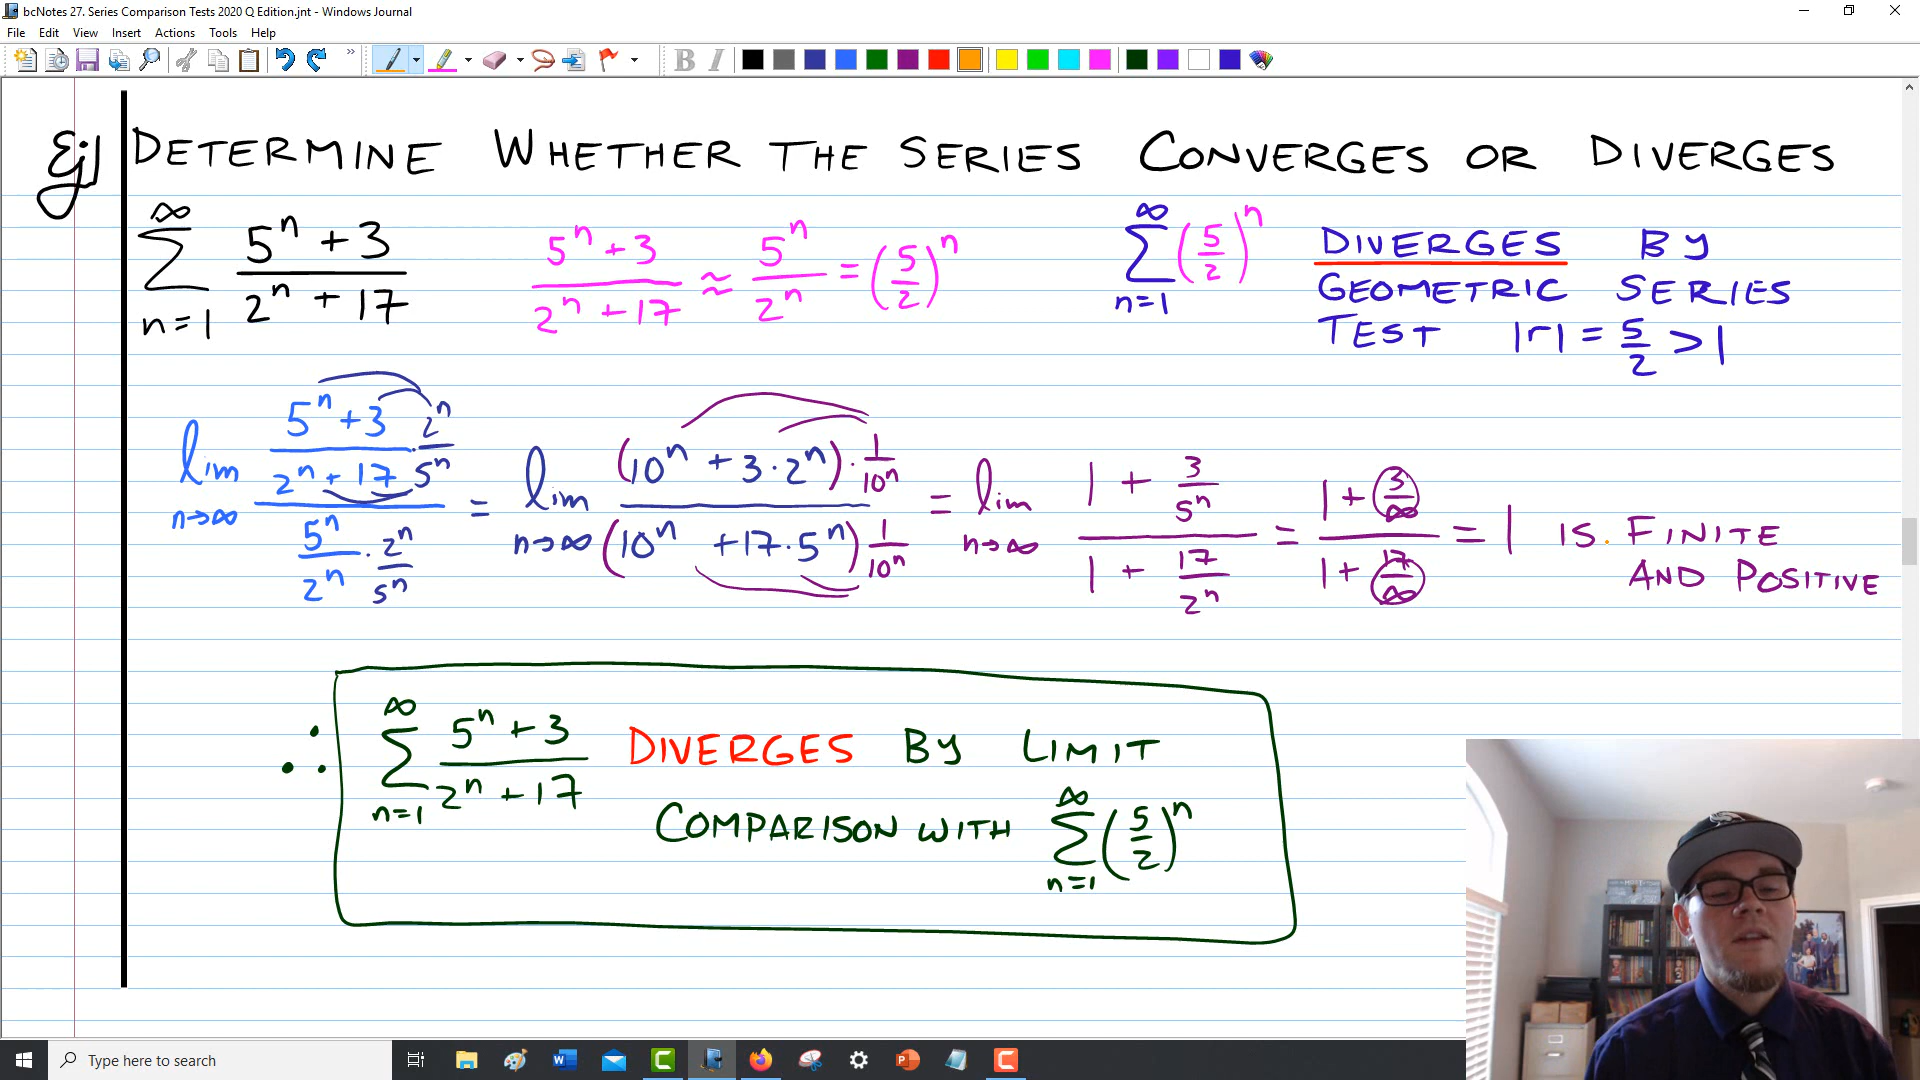 bcNotes 27. Series Comparison Tests 2020 Q Edition.jnt - Windows Journal
File Edit View Insert Actions Tools Help
B I
Ej DETERMINE WHETHER THE SERIES CONVERGES OR DIVERGES
∞ ∑ n=1 (5^n + 3)/(2^n + 17)
(5^n + 3)/(2^n + 17) ≈ 5^n/2^n = (5/2)^n
∞ ∑ n=1 (5/2)^n
DIVERGES BY
GEOMETRIC SERIES
TEST |r| = 5/2 > 1
lim n→∞ ((5^n + 3)/(2^n + 17) · 2^n/5^n)/(5^n/2^n · 2^n/5^n) = lim n→∞ ((10^n + 3·2^n) · 1/10^n)/((10^n + 17·5^n) 1/10^n) = lim n→∞ (1 + 3/5^n)/(1 + 17/2^n) = (1 + 3/∞)/(1 + 17/∞) = 1 IS FINITE
AND POSITIVE
∴ ∞ ∑ n=1 (5^n + 3)/(2^n + 17) DIVERGES BY LIMIT
COMPARISON WITH ∞ ∑ n=1 (5/2)^n
Type here to search